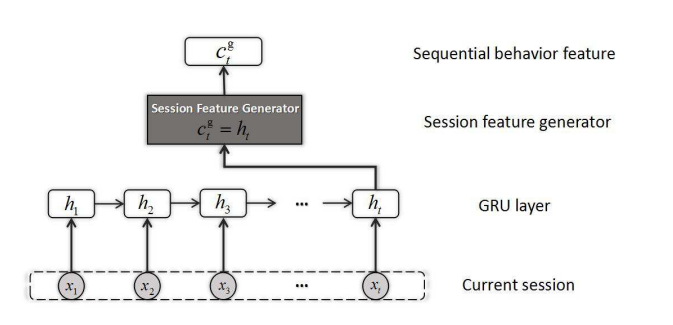 c_t^g
Sequential behavior feature
Session Feature Generator
c_t^g = h_t
Session feature generator
h_1 h_2 h_3 ... h_t
GRU layer
x_1 x_2 x_3 ... x_t
Current session